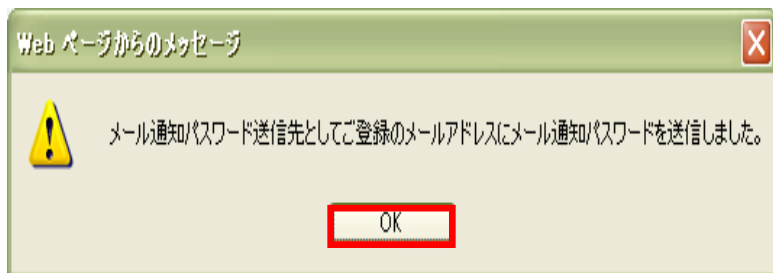 Web ページからのメッセージ
メール通知パスワード送信先としてご登録のメールアドレスにメール通知パスワードを送信しました。
OK